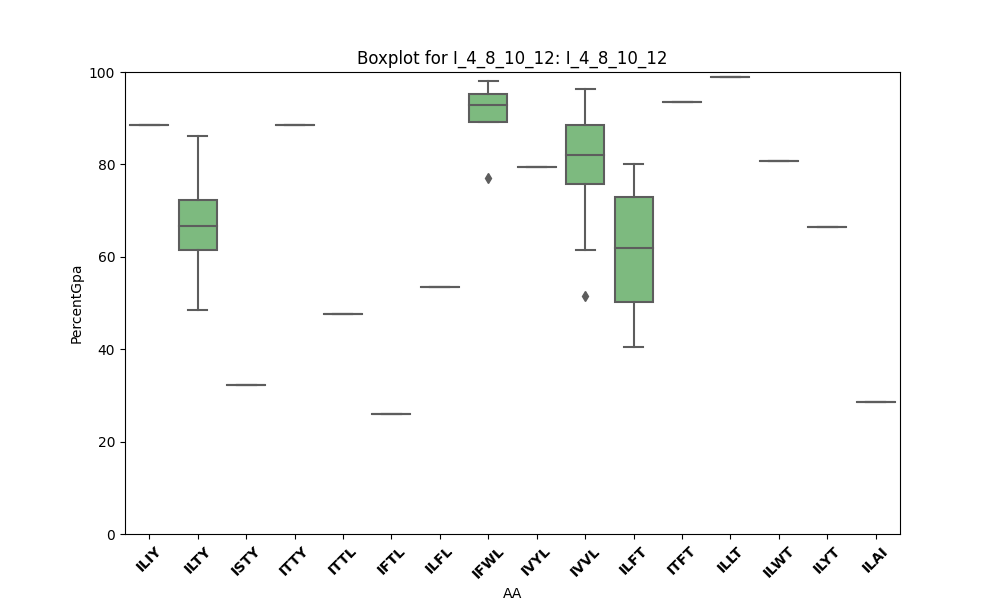 Boxplot for I_4_8_10_12: I_4_8_10_12
PercentGpa
100
80
60
40
20
0
ILIY ILTY ISTY ITTY ITTL IFTL ILFL IFWL IVYL IVVL ILFT ITFT ILLT ILWT ILYT ILAI
AA